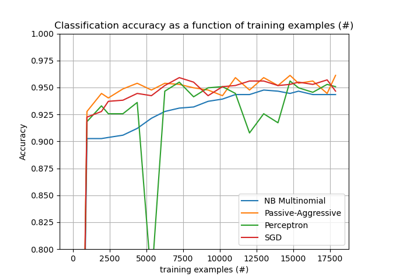 Classification accuracy as a function of training examples (#)
1.000
0.975
0.950
0.925
0.900
0.875
0.850
0.825
0.800
Accuracy
NB Multinomial
Passive-Aggressive
Perceptron
SGD
0 2500 5000 7500 10000 12500 15000 17500
training examples (#)